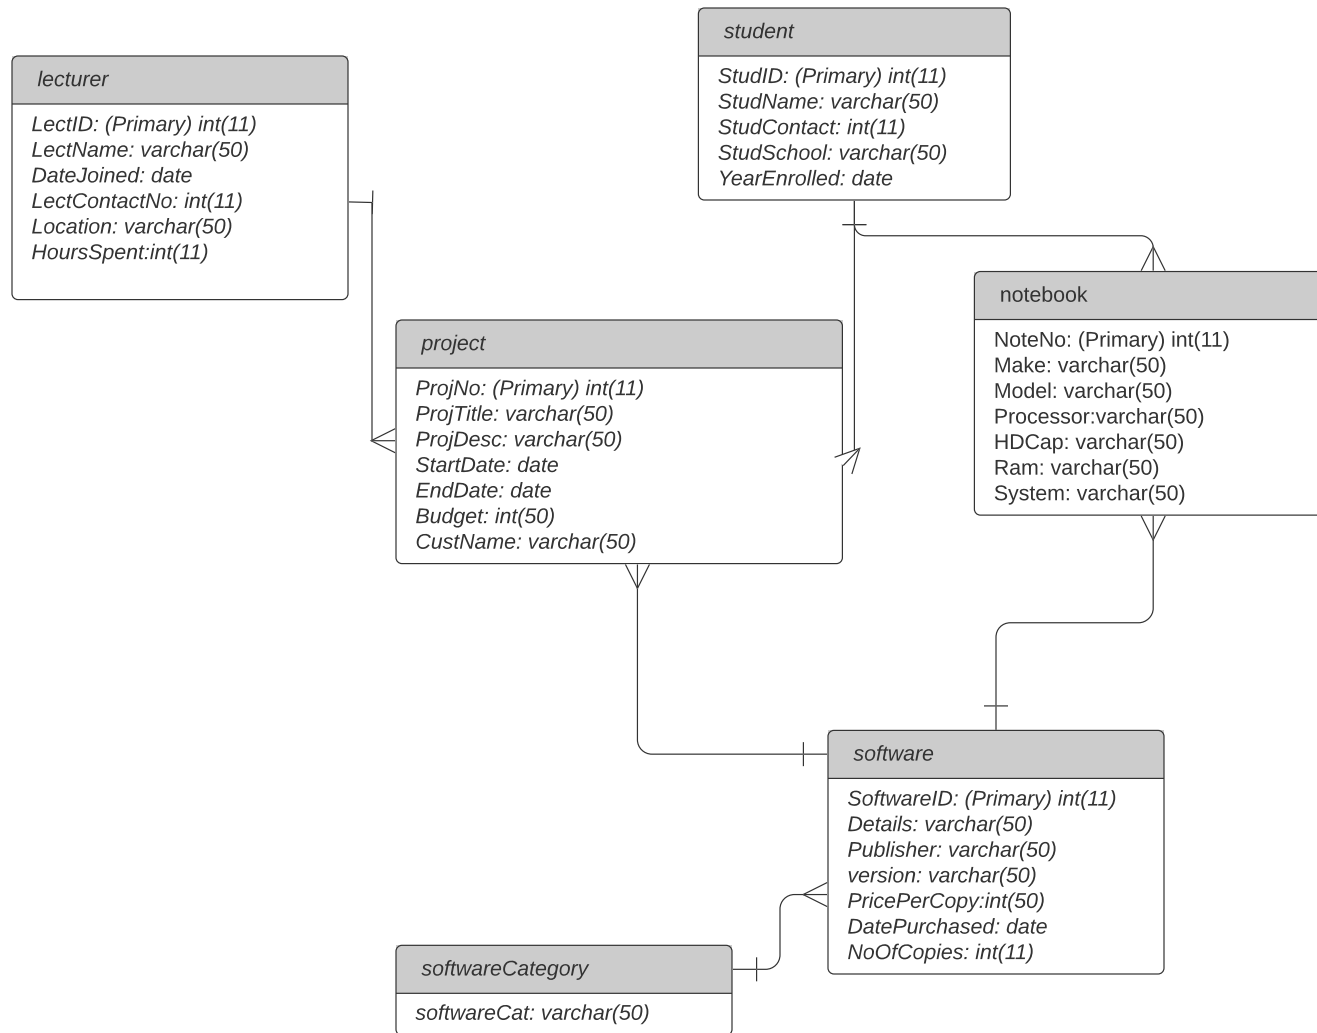 student
StudID: (Primary) int(11)
StudName: varchar(50)
StudContact: int(11)
StudSchool: varchar(50)
YearEnrolled: date
lecturer
LectID: (Primary) int(11)
LectName: varchar(50)
DateJoined: date
LectContactNo: int(11)
Location: varchar(50)
HoursSpent:int(11)
notebook
NoteNo: (Primary) int(11)
Make: varchar(50)
Model: varchar(50)
Processor:varchar(50)
HDCap: varchar(50)
Ram: varchar(50)
System: varchar(50)
project
ProjNo: (Primary) int(11)
ProjTitle: varchar(50)
ProjDesc: varchar(50)
StartDate: date
EndDate: date
Budget: int(50)
CustName: varchar(50)
software
SoftwareID: (Primary) int(11)
Details: varchar(50)
Publisher: varchar(50)
version: varchar(50)
PricePerCopy:int(50)
DatePurchased: date
NoOfCopies: int(11)
softwareCategory
softwareCat: varchar(50)